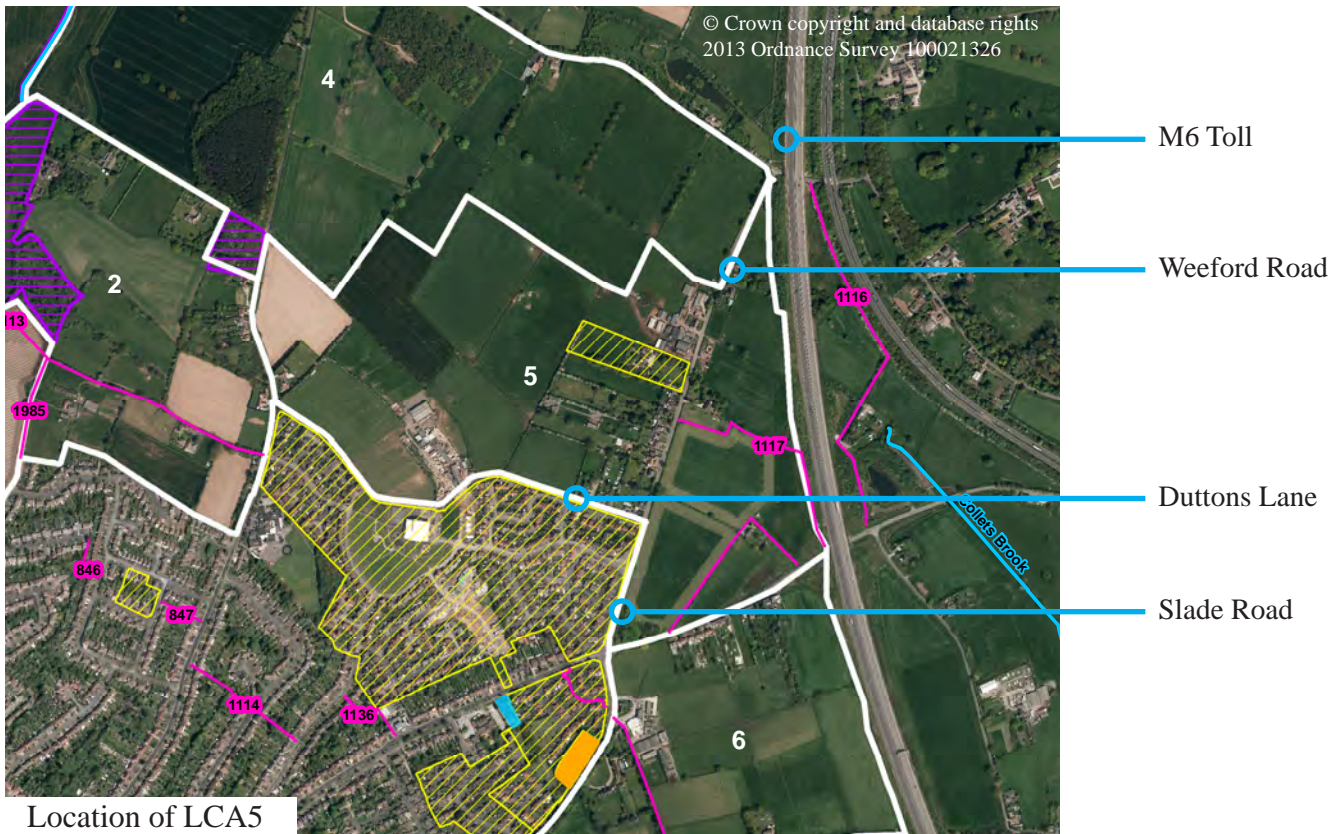 © Crown copyright and database rights
2013 Ordnance Survey 100021326
4
M6 Toll
2
Weeford Road
1116
113
5
1985
1117
Duttons Lane
Collets Brook
846
847
Slade Road
1114
1136
6
Location of LCA5